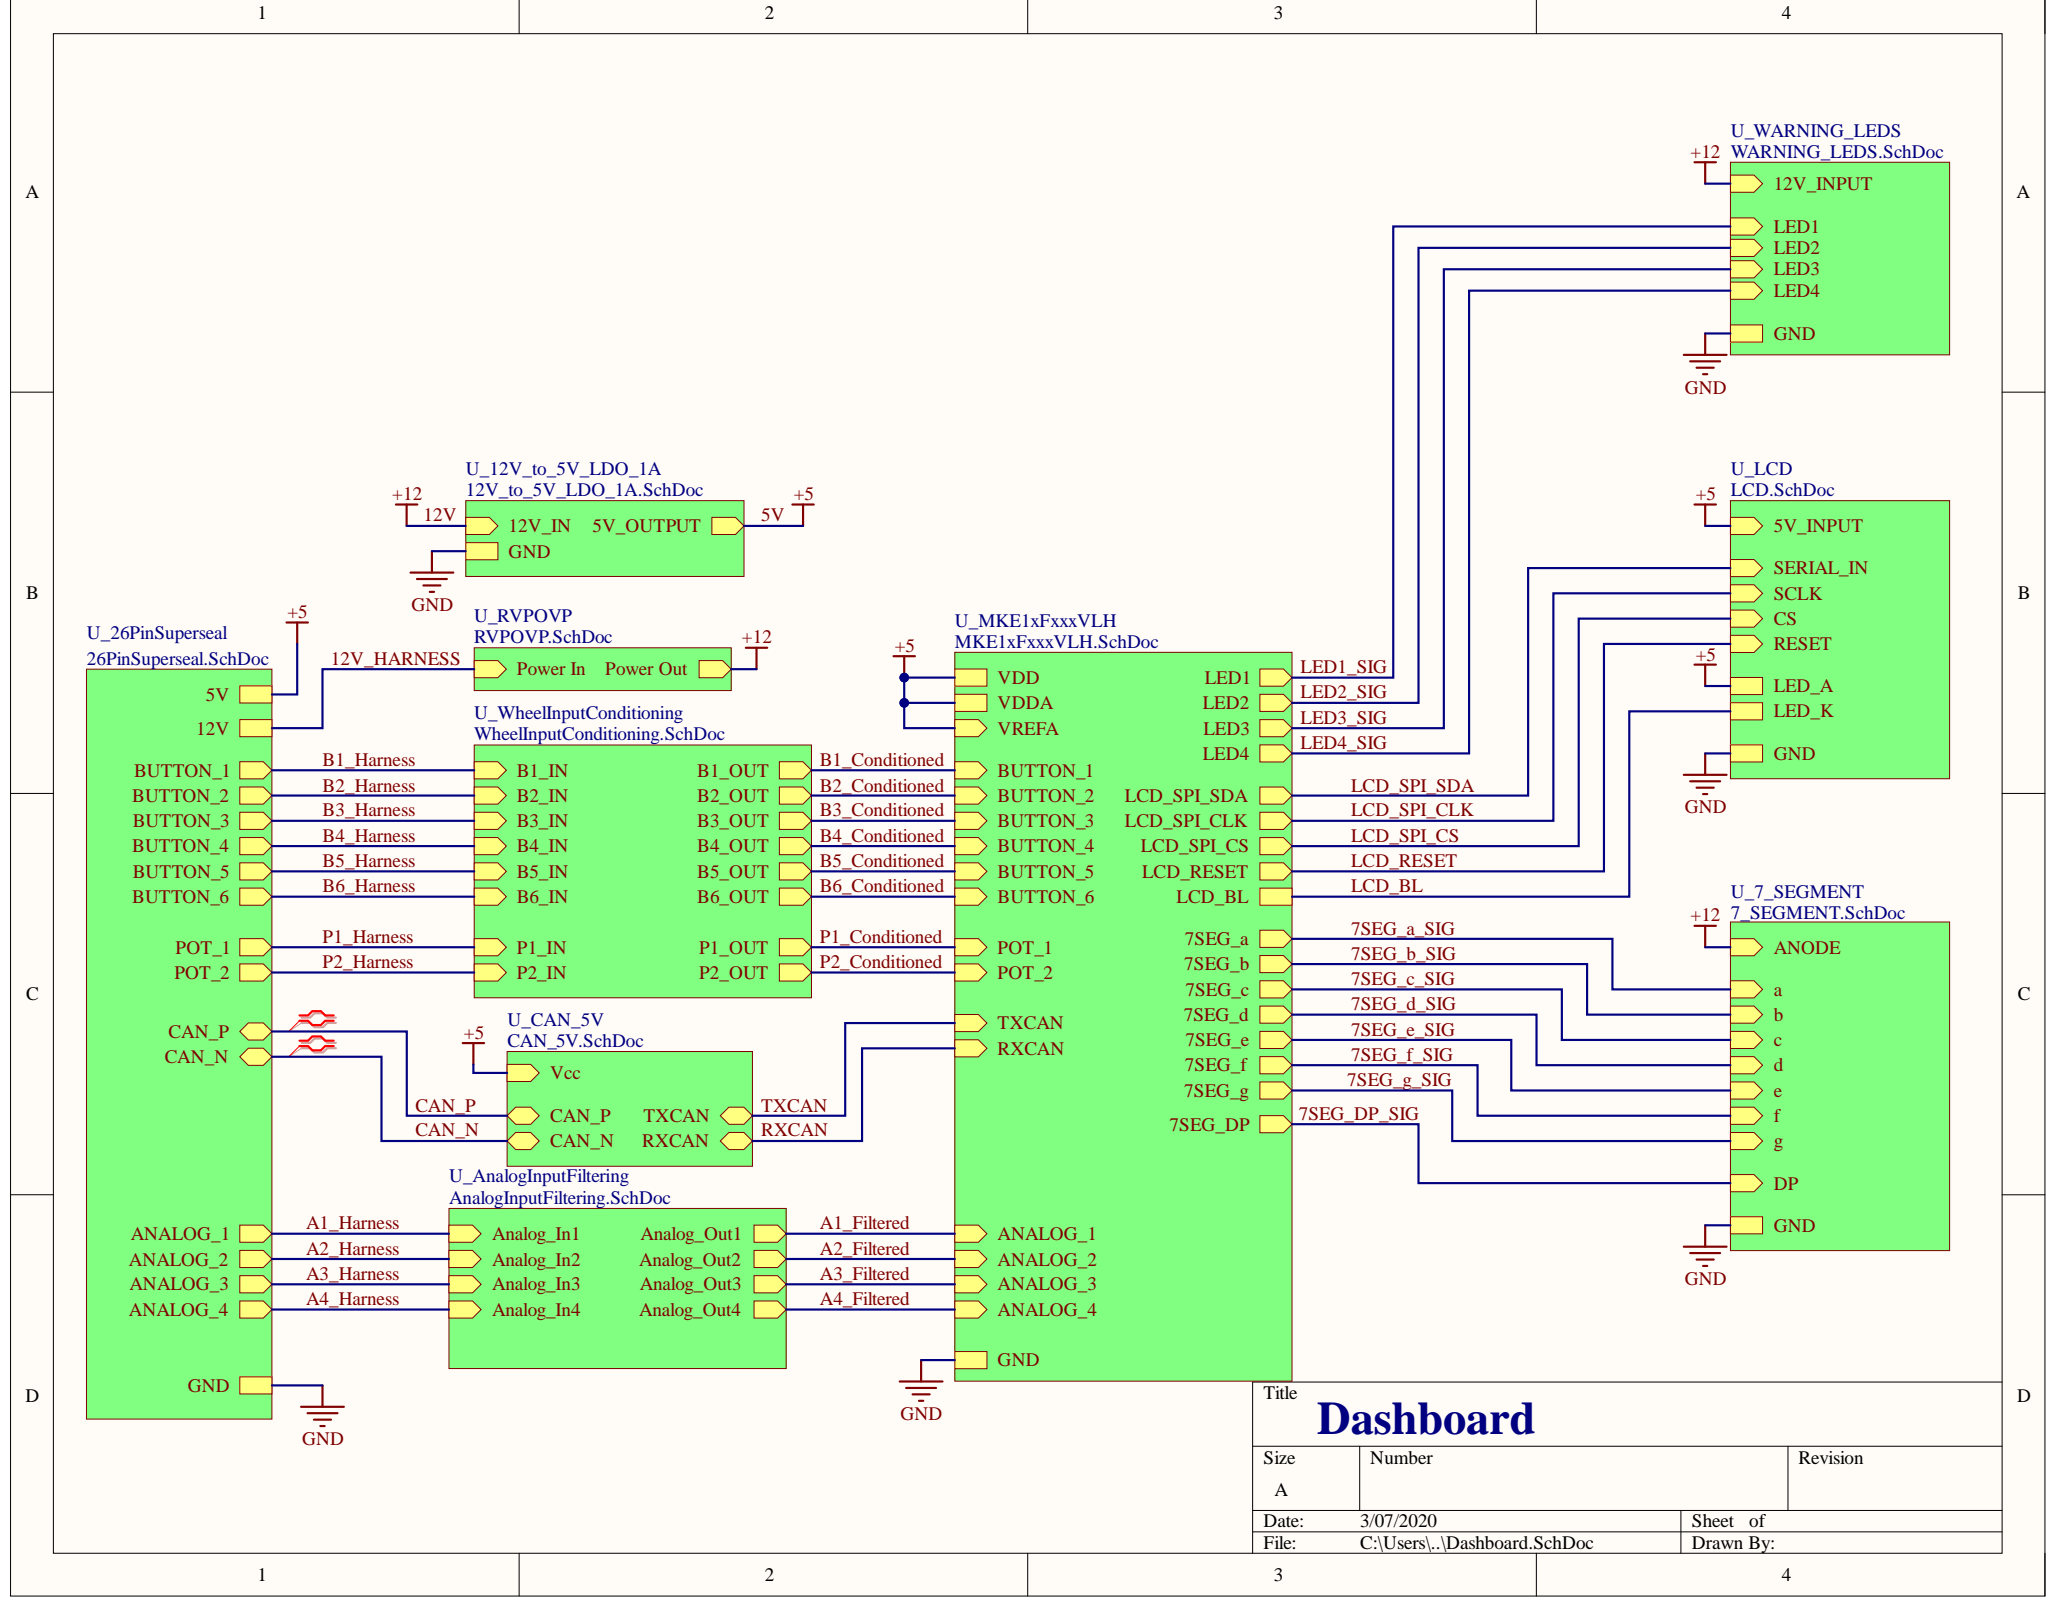 1
2
3
4
A
A
B
B
C
C
D
D
U_WARNING_LEDS
WARNING_LEDS.SchDoc
+12
12V_INPUT
LED1
LED2
LED3
LED4
GND
GND
U_12V_to_5V_LDO_1A
12V_to_5V_LDO_1A.SchDoc
+12
12V
12V_IN
5V_OUTPUT
5V
+5
GND
GND
U_LCD
LCD.SchDoc
+5
5V_INPUT
SERIAL_IN
SCLK
CS
RESET
+5
LED_A
LED_K
GND
GND
U_26PinSuperseal
26PinSuperseal.SchDoc
+5
5V
12V
BUTTON_1
BUTTON_2
BUTTON_3
BUTTON_4
BUTTON_5
BUTTON_6
POT_1
POT_2
CAN_P
CAN_N
ANALOG_1
ANALOG_2
ANALOG_3
ANALOG_4
GND
GND
U_RVPOVP
RVPOVP.SchDoc
12V_HARNESS
Power In
Power Out
+12
U_WheelInputConditioning
WheelInputConditioning.SchDoc
B1_Harness
B2_Harness
B3_Harness
B4_Harness
B5_Harness
B6_Harness
P1_Harness
P2_Harness
B1_IN
B2_IN
B3_IN
B4_IN
B5_IN
B6_IN
P1_IN
P2_IN
B1_OUT
B2_OUT
B3_OUT
B4_OUT
B5_OUT
B6_OUT
P1_OUT
P2_OUT
B1_Conditioned
B2_Conditioned
B3_Conditioned
B4_Conditioned
B5_Conditioned
B6_Conditioned
P1_Conditioned
P2_Conditioned
U_CAN_5V
CAN_5V.SchDoc
+5
Vcc
CAN_P
CAN_N
CAN_P
CAN_N
TXCAN
RXCAN
TXCAN
RXCAN
U_AnalogInputFiltering
AnalogInputFiltering.SchDoc
A1_Harness
A2_Harness
A3_Harness
A4_Harness
Analog_In1
Analog_In2
Analog_In3
Analog_In4
Analog_Out1
Analog_Out2
Analog_Out3
Analog_Out4
A1_Filtered
A2_Filtered
A3_Filtered
A4_Filtered
U_MKE1xFxxxVLH
MKE1xFxxxVLH.SchDoc
+5
VDD
VDDA
VREFA
BUTTON_1
BUTTON_2
BUTTON_3
BUTTON_4
BUTTON_5
BUTTON_6
POT_1
POT_2
TXCAN
RXCAN
ANALOG_1
ANALOG_2
ANALOG_3
ANALOG_4
GND
GND
LED1
LED2
LED3
LED4
LCD_SPI_SDA
LCD_SPI_CLK
LCD_SPI_CS
LCD_RESET
LCD_BL
7SEG_a
7SEG_b
7SEG_c
7SEG_d
7SEG_e
7SEG_f
7SEG_g
7SEG_DP
LED1_SIG
LED2_SIG
LED3_SIG
LED4_SIG
LCD_SPI_SDA
LCD_SPI_CLK
LCD_SPI_CS
LCD_RESET
LCD_BL
7SEG_a_SIG
7SEG_b_SIG
7SEG_c_SIG
7SEG_d_SIG
7SEG_e_SIG
7SEG_f_SIG
7SEG_g_SIG
7SEG_DP_SIG
U_7_SEGMENT
7_SEGMENT.SchDoc
+12
ANODE
a
b
c
d
e
f
g
DP
GND
GND
Title
Dashboard
Size
A
Number
Revision
Date:
3/07/2020
Sheet of
File:
C:\Users\..\Dashboard.SchDoc
Drawn By:
1
2
3
4